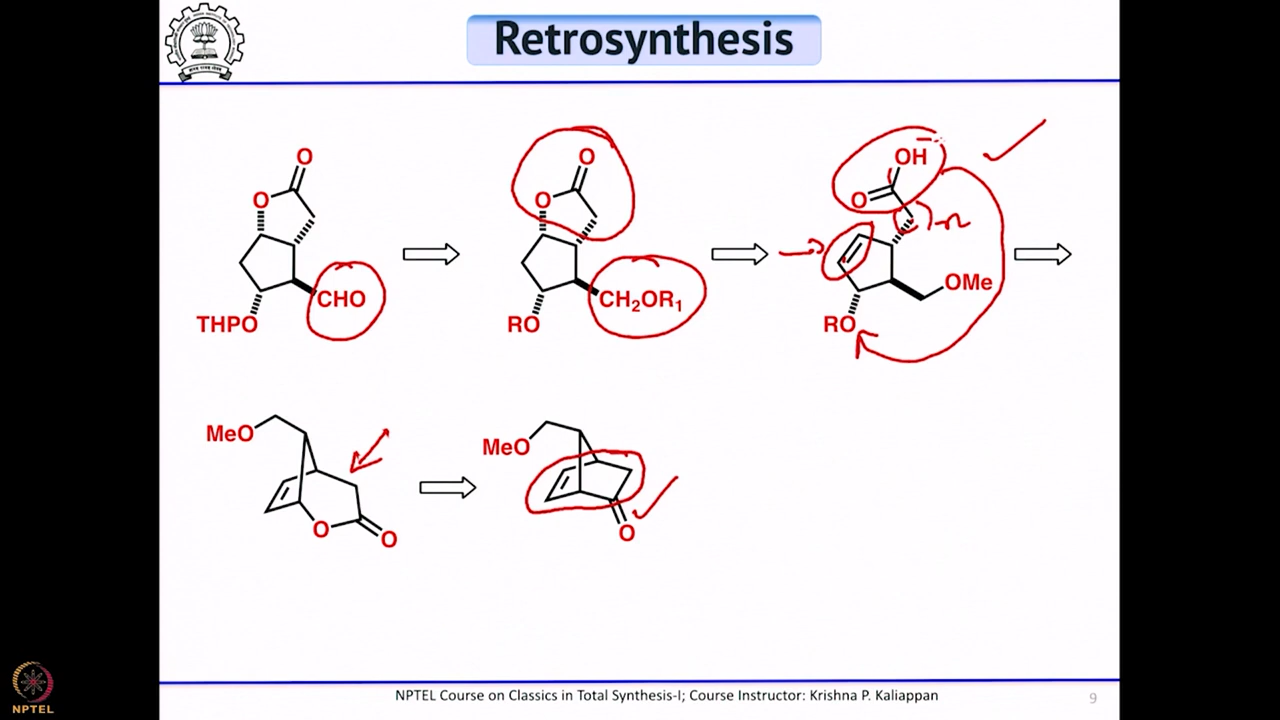 Retrosynthesis
O
O
CHO
THPO
O
O
CH2OR1
RO
OH
O
OMe
RO
MeO
O
O
MeO
O
NPTEL
NPTEL Course on Classics in Total Synthesis-I; Course Instructor: Krishna P. Kaliappan
9